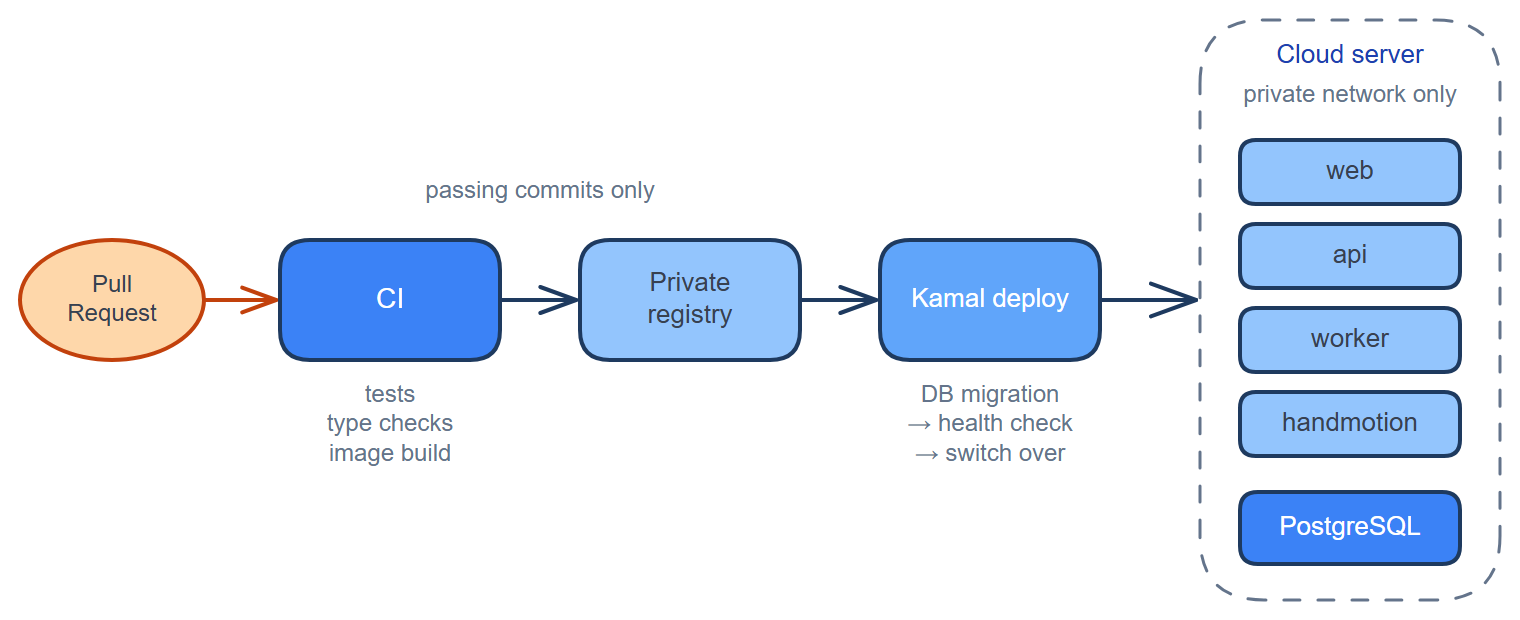 Cloud server
private network only
web
passing commits only
api
Pull
Request
CI
Private
registry
Kamal deploy
worker
tests
type checks
image build
DB migration
→ health check
→ switch over
handmotion
PostgreSQL